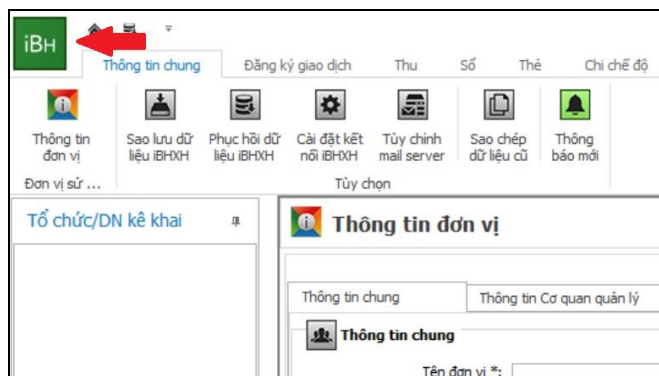 iBH
Thông tin chung Đăng ký giao dịch Thu Sổ Thẻ Chi chế độ
Thông tin đơn vị
Sao lưu dữ liệu iBHXH
Phục hồi dữ liệu iBHXH
Cài đặt kết nối iBHXH
Tùy chỉnh mail server
Sao chép dữ liệu cũ
Thông báo mới
Đơn vị sử ... Tùy chọn
Tổ chức/DN kê khai
Thông tin đơn vị
Thông tin chung Thông tin Cơ quan quản lý
Thông tin chung
Tên đơn vị *: